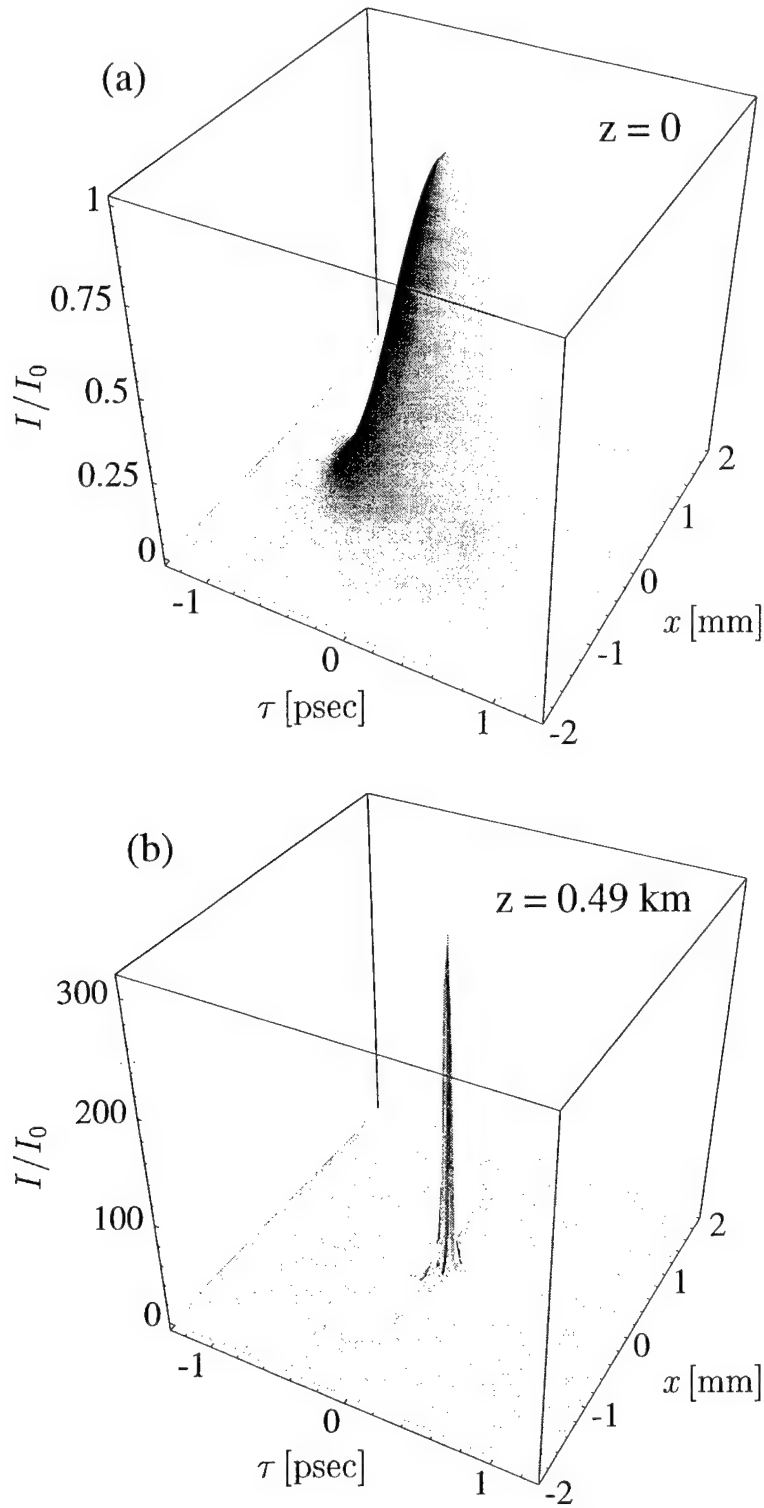 (a)
z = 0
1
0.75
0.5
0.25
0
I/I₀
-1
0
1
τ [psec]
2
1
0
-1
-2
x [mm]
(b)
z = 0.49 km
300
200
100
0
I/I₀
-1
0
1
τ [psec]
2
1
0
-1
-2
x [mm]